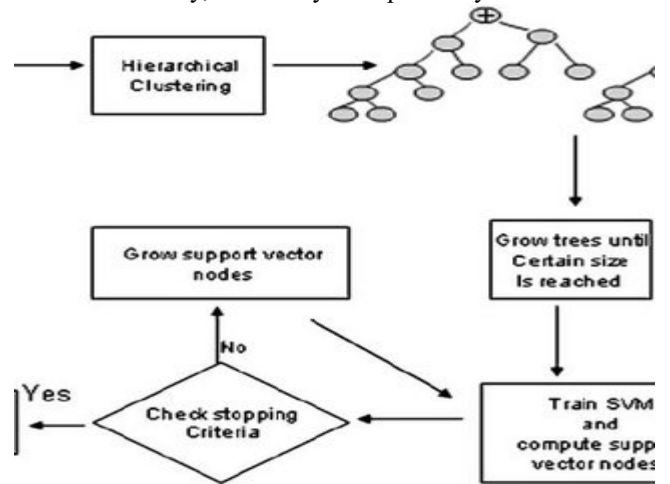 Hierarchical
Clustering
Grow support vector
nodes
Grow trees until
Certain size
Is reached
No
Yes
Check stopping
Criteria
Train SVM
and
compute
vector nodes